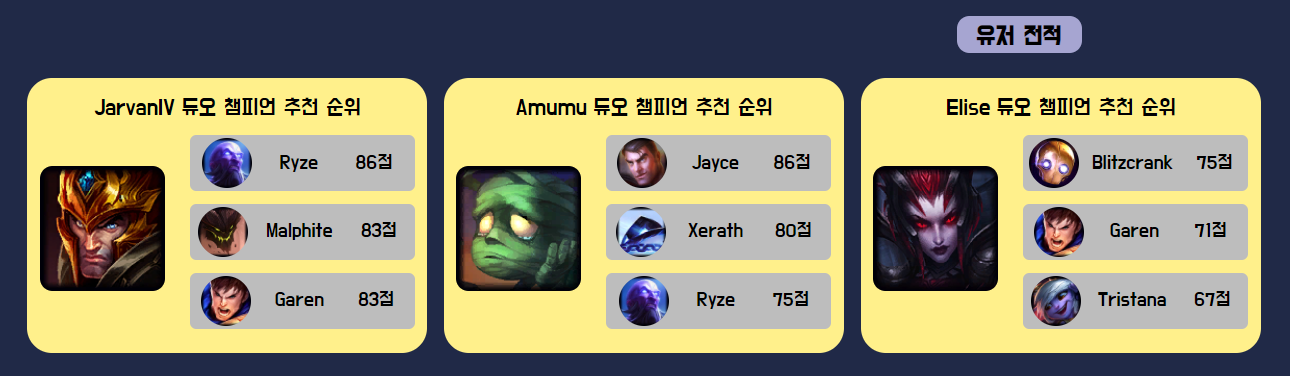 유저 전적
JarvanIV 듀오 챔피언 추천 순위
Ryze 86점
Malphite 83점
Garen 83점
Amumu 듀오 챔피언 추천 순위
Jayce 86점
Xerath 80점
Ryze 75점
Elise 듀오 챔피언 추천 순위
Blitzcrank 75점
Garen 71점
Tristana 67점